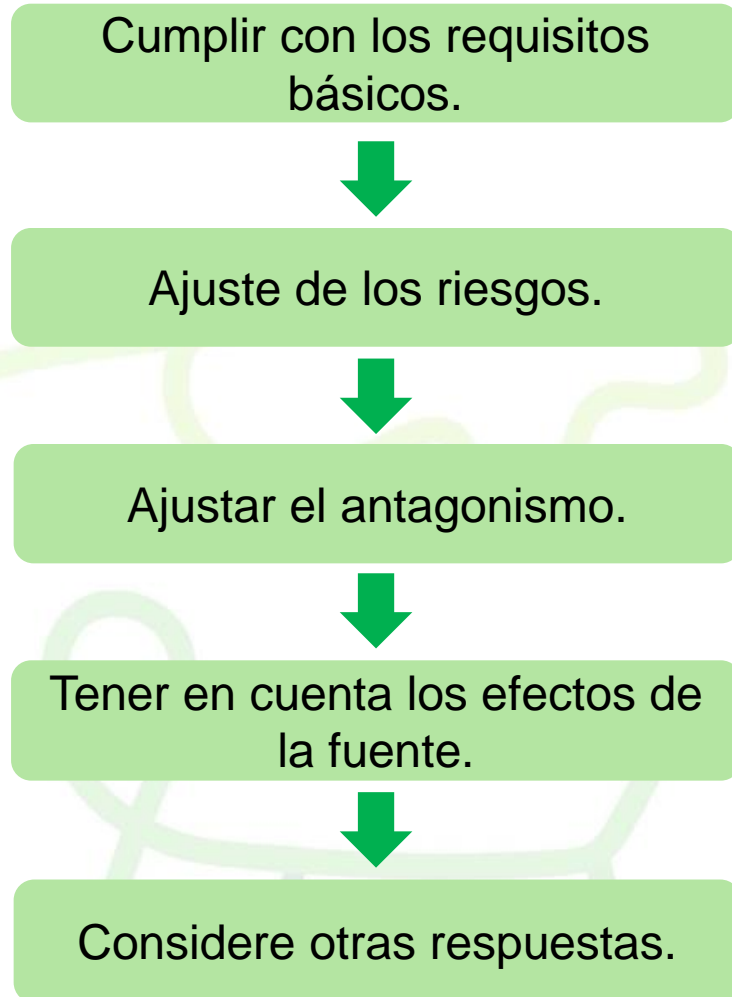 Cumplir con los requisitos
básicos.
Ajuste de los riesgos.
Ajustar el antagonismo.
Tener en cuenta los efectos de
la fuente.
Considere otras respuestas.